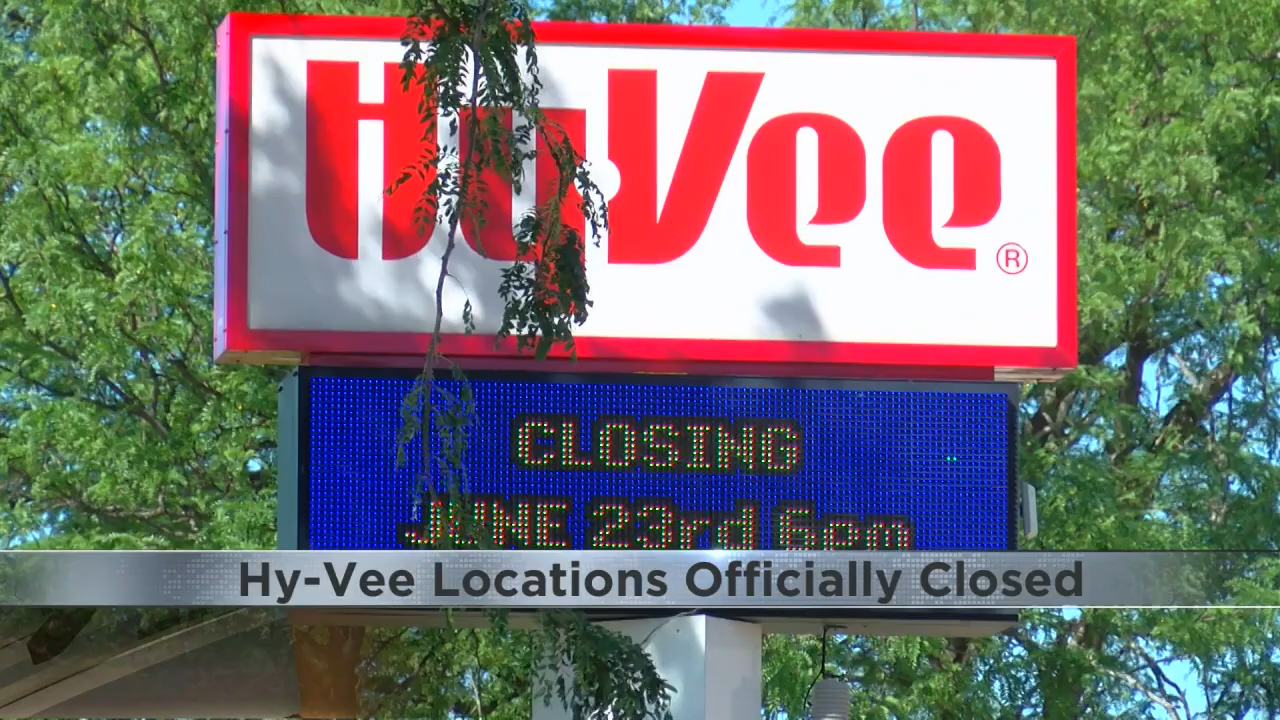 Hy-Vee
®
CLOSING
JUNE 23rd 6pm
Hy-Vee Locations Officially Closed